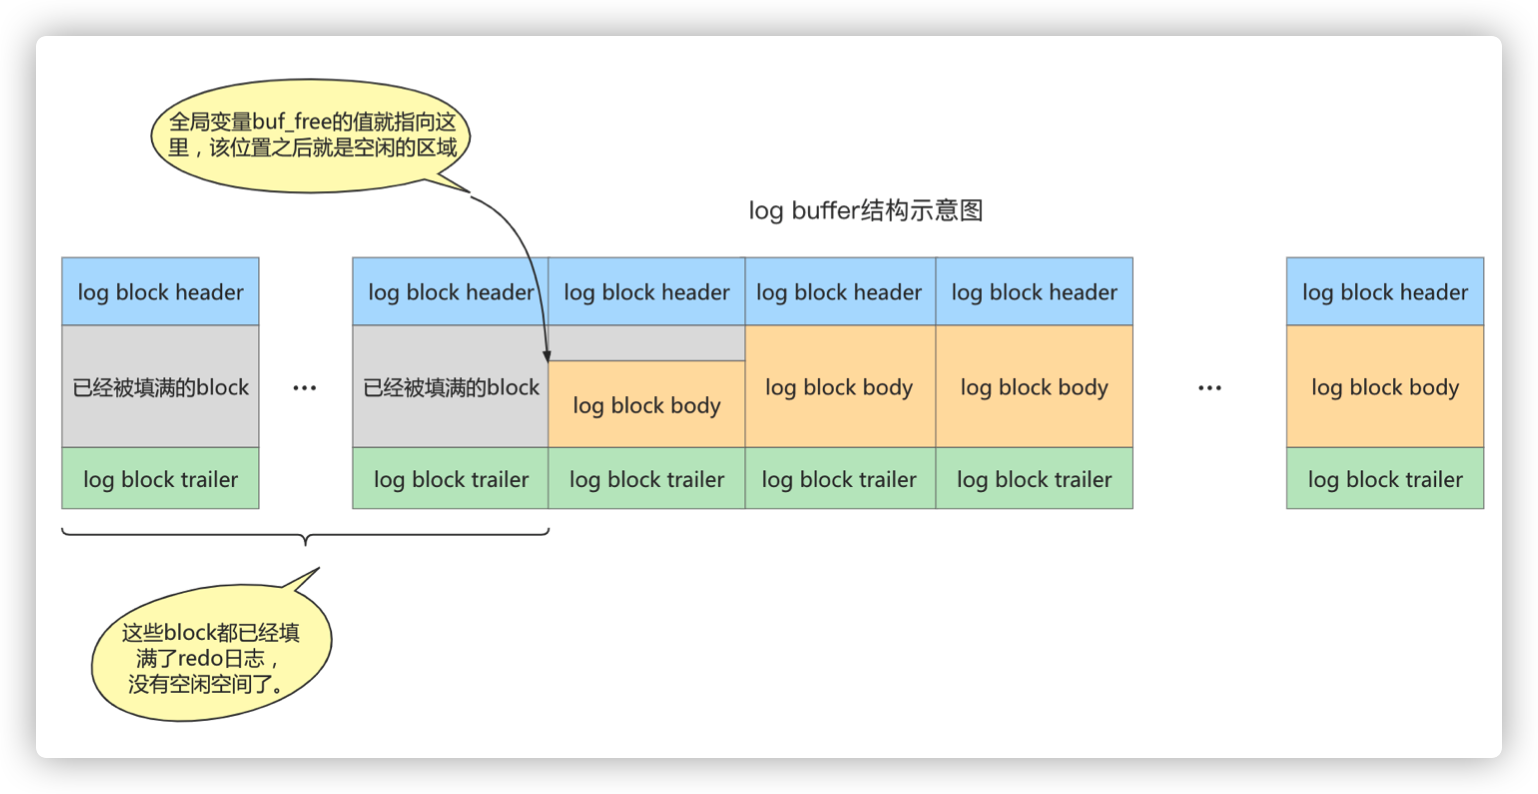 全局变量buf_free的值就指向这
里，该位置之后就是空闲的区域
log buffer结构示意图
log block header
log block header
log block header
log block header
log block header
log block header
已经被填满的block
...
已经被填满的block
log block body
log block body
log block body
...
log block body
log block trailer
log block trailer
log block trailer
log block trailer
log block trailer
log block trailer
这些block都已经填
满了redo日志，
没有空闲空间了。